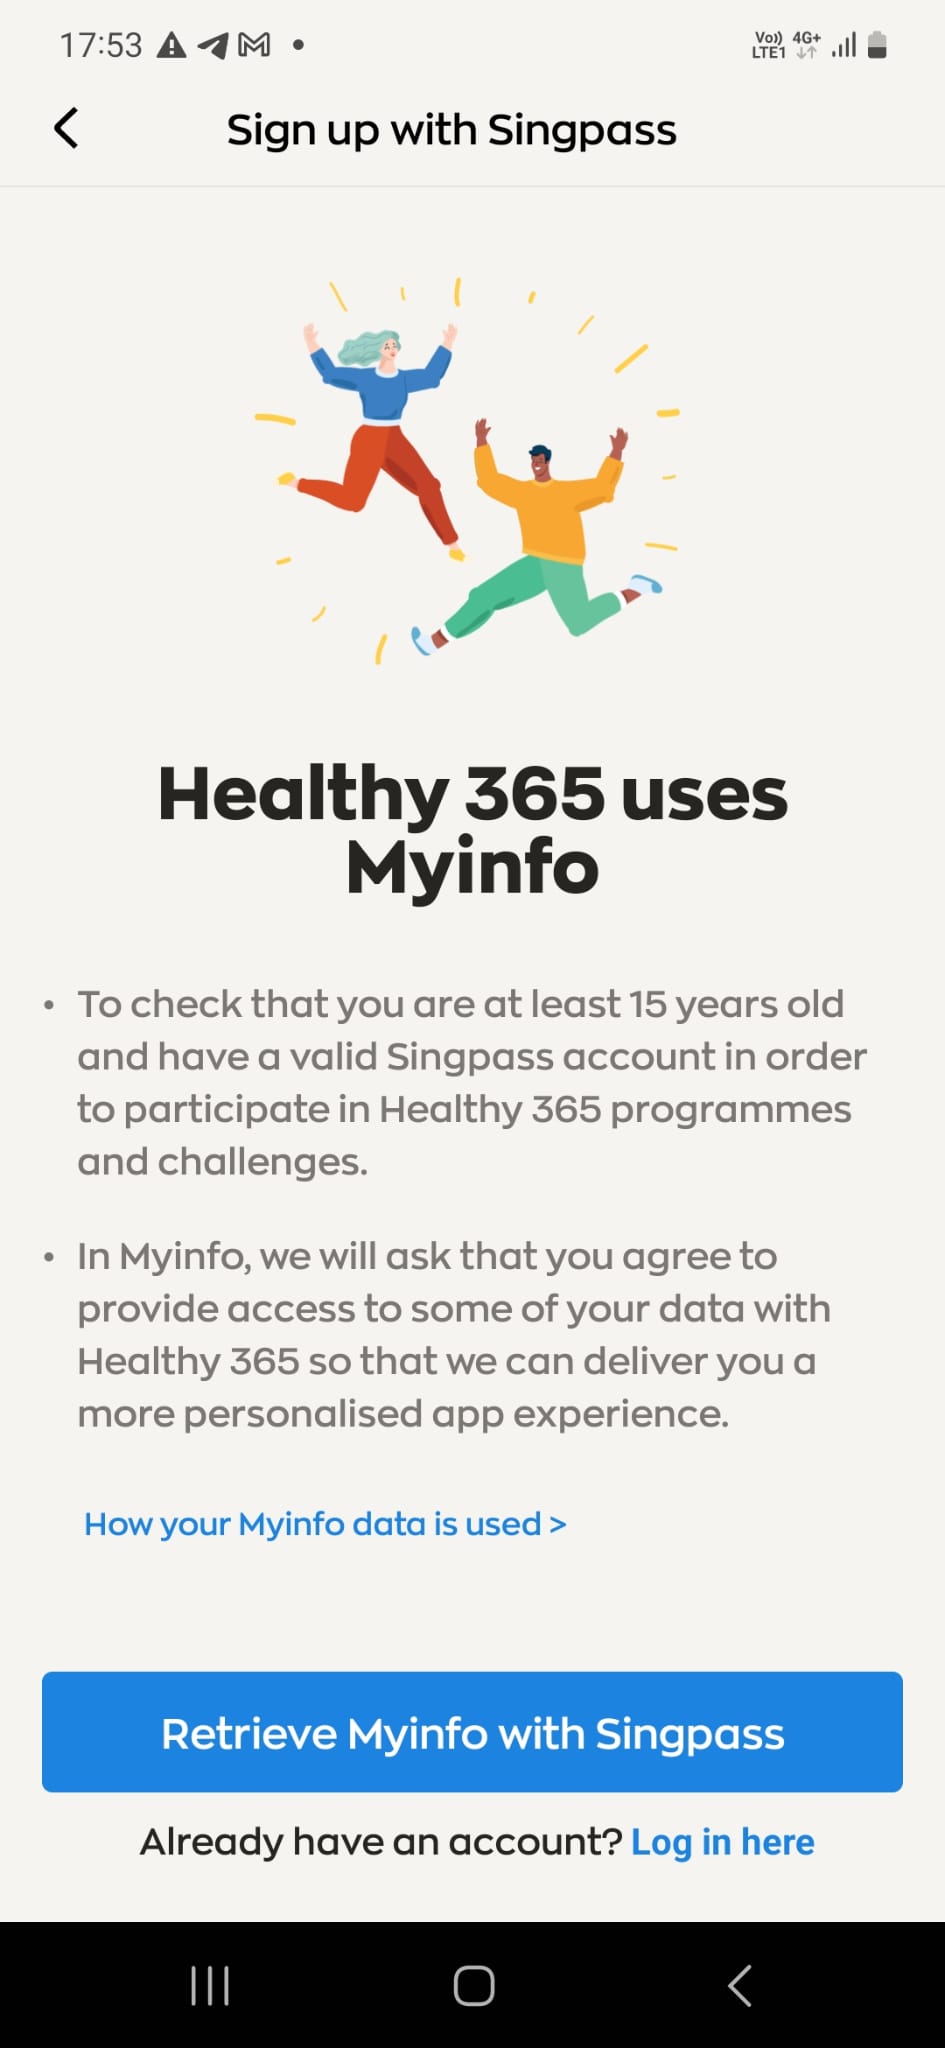 17:53
Vo)) 4G+
LTE1
Sign up with Singpass
Healthy 365 uses
Myinfo
• To check that you are at least 15 years old
and have a valid Singpass account in order
to participate in Healthy 365 programmes
and challenges.
• In Myinfo, we will ask that you agree to
provide access to some of your data with
Healthy 365 so that we can deliver you a
more personalised app experience.
How your Myinfo data is used >
Retrieve Myinfo with Singpass
Already have an account? Log in here